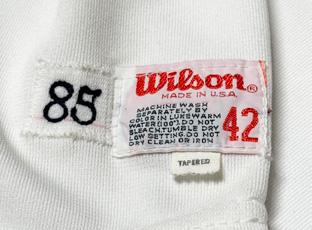 85
Wilson®
MADE IN U.S.A.
MACHINE WASH
SEPARATELY BY
COLOR IN LUKEWARM
WATER (100°). DO NOT
BLEACH. TUMBLE DRY
LOW SETTING. DO NOT
DRY CLEAN OR IRON
42
TAPERED